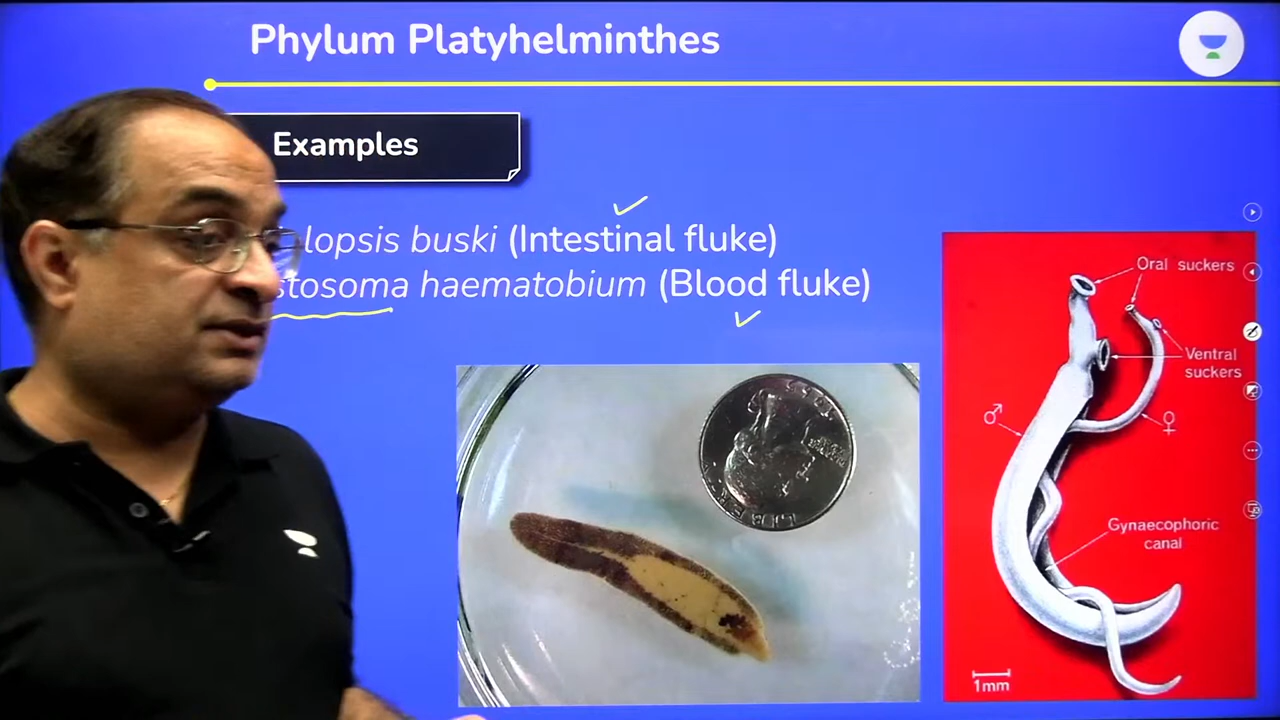 Phylum Platyhelminthes
Examples
lopsis buski (Intestinal fluke)
stosoma haematobium (Blood fluke)
Oral suckers
Ventral
suckers
♂
♀
Gynaecophoric
canal
1mm